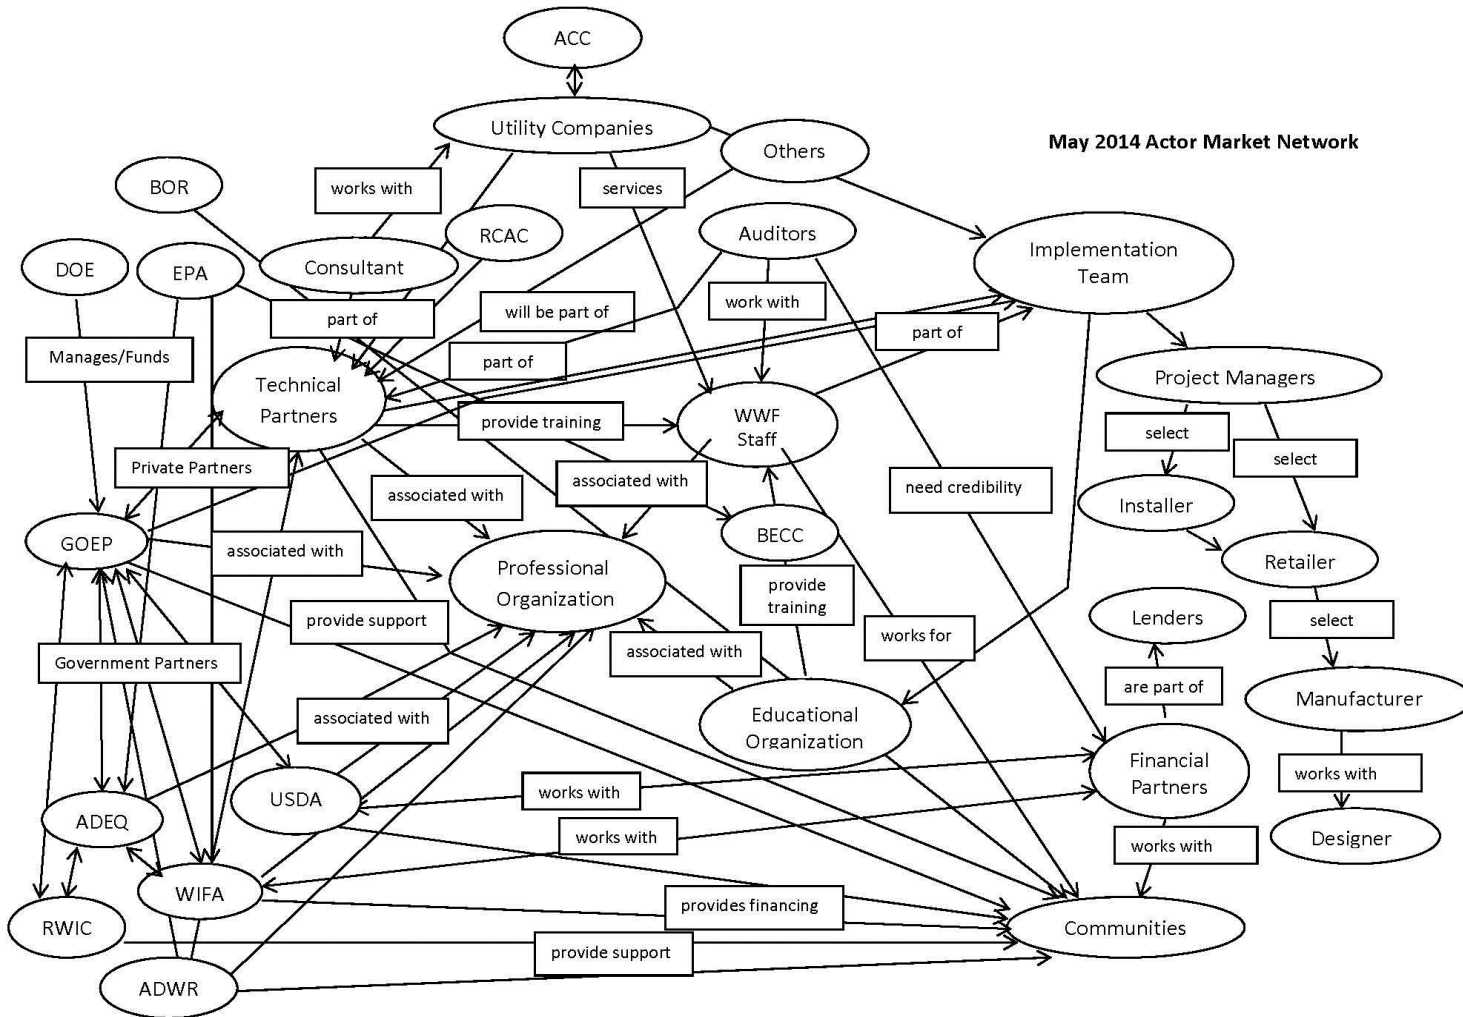 ACC
Utility Companies
Others
May 2014 Actor Market Network
BOR
works with
services
RCAC
Auditors
Implementation
Team
DOE
EPA
Consultant
part of
will be part of
work with
part of
Manages/Funds
part of
Technical
Partners
Project Managers
WWF
Staff
provide training
select
select
Private Partners
associated with
associated with
need credibility
Installer
GOEP
associated with
BECC
Retailer
Professional
Organization
provide
training
provide support
Lenders
select
works for
associated with
Government Partners
are part of
Manufacturer
associated with
Educational
Organization
Financial
Partners
works with
USDA
works with
ADEQ
works with
Designer
works with
WIFA
provides financing
RWIC
Communities
provide support
ADWR